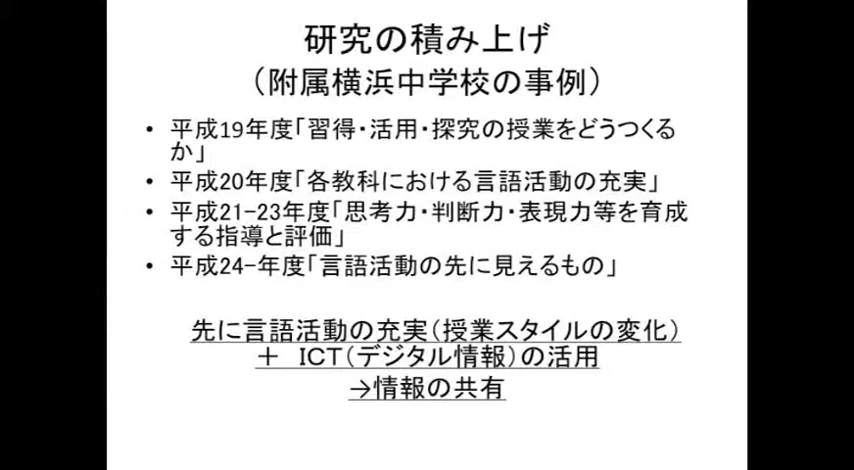 研究の積み上げ
（附属横浜中学校の事例）
• 平成19年度「習得・活用・探究の授業をどうつくる
か」
• 平成20年度「各教科における言語活動の充実」
• 平成21-23年度「思考力・判断力・表現力等を育成
する指導と評価」
• 平成24-年度「言語活動の先に見えるもの」
先に言語活動の充実（授業スタイルの変化）
＋ ICT（デジタル情報）の活用
→情報の共有